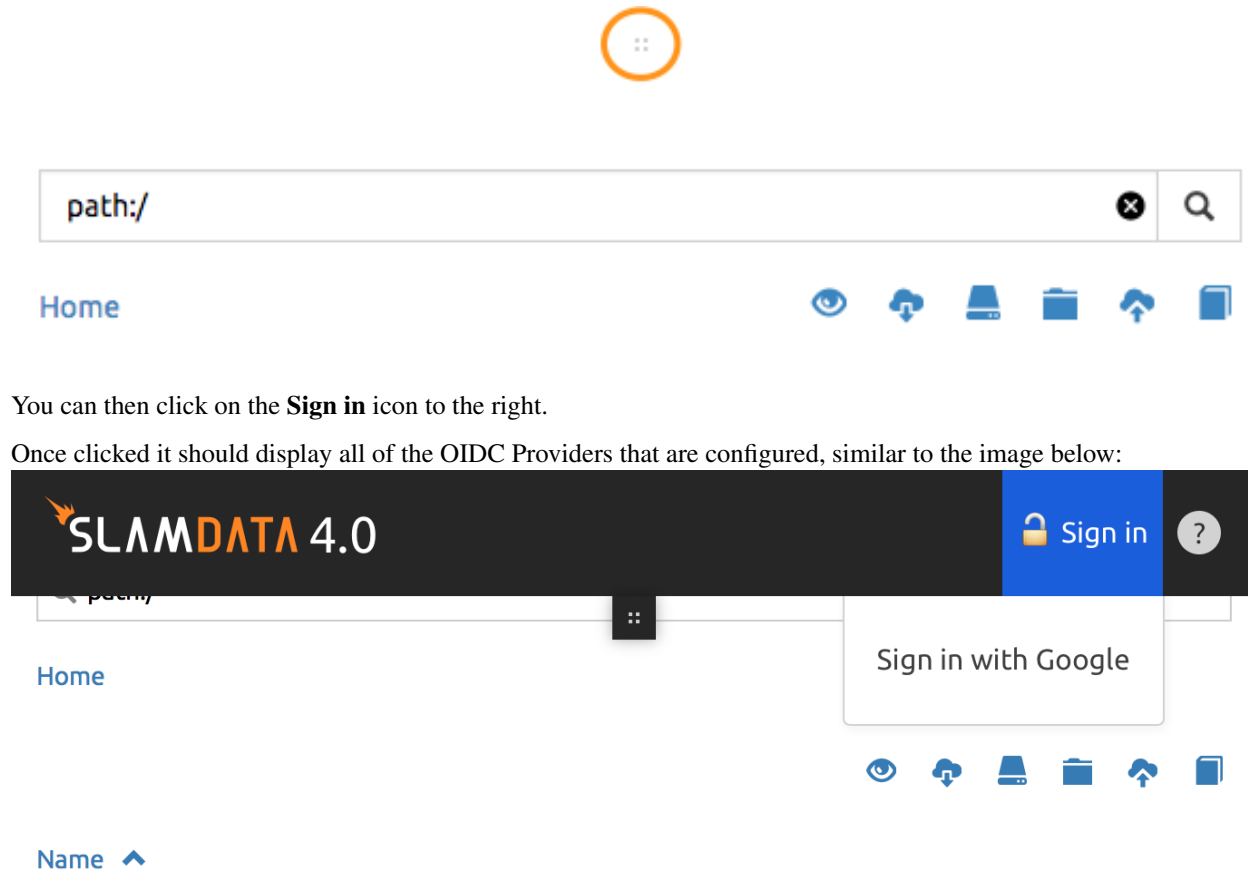 path:/
Home
You can then click on the Sign in icon to the right.
Once clicked it should display all of the OIDC Providers that are configured, similar to the image below:
SLAMDATA 4.0
Sign in
?
path:/
Home
Sign in with Google
Name